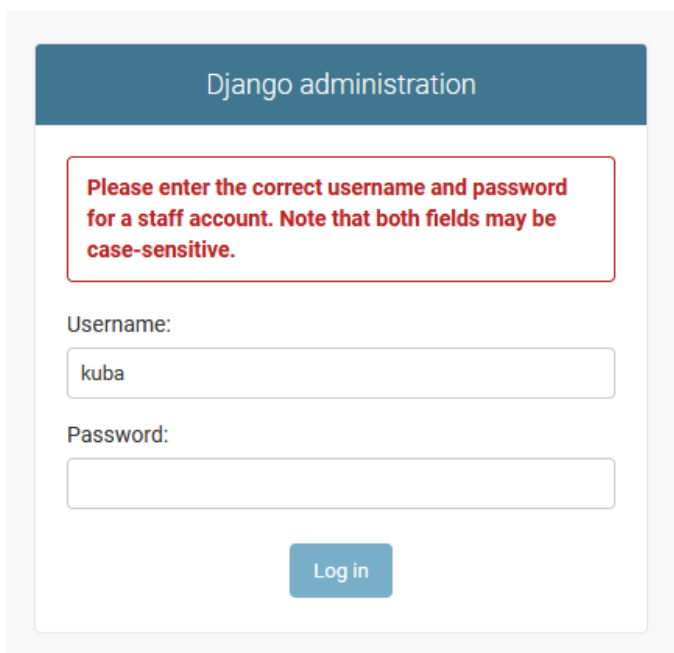 Django administration
Please enter the correct username and password
for a staff account. Note that both fields may be
case-sensitive.
Username:
kuba
Password:
Log in